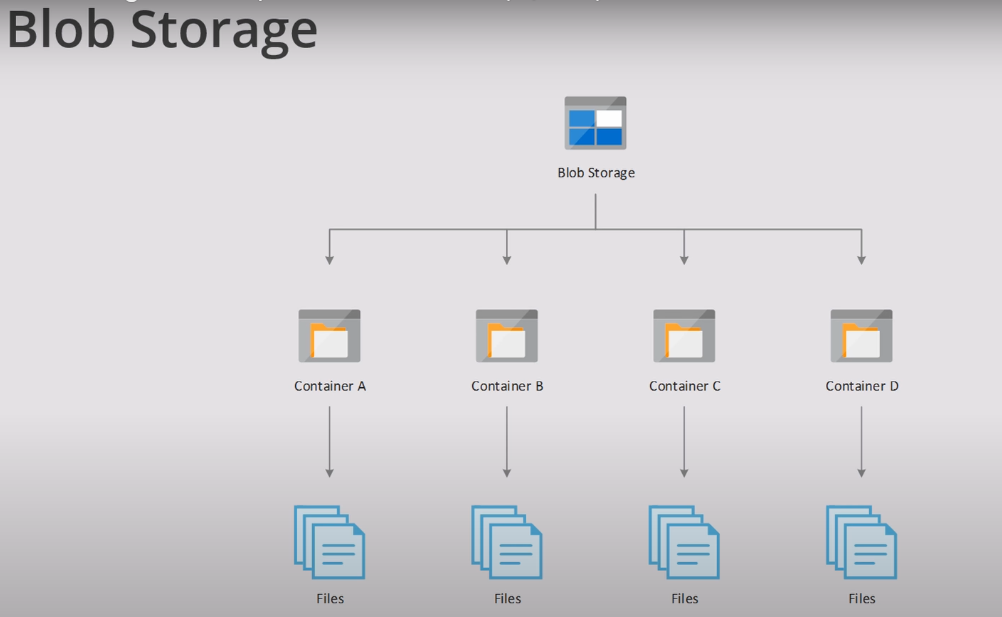 Blob Storage
Blob Storage
Container A
Container B
Container C
Container D
Files
Files
Files
Files